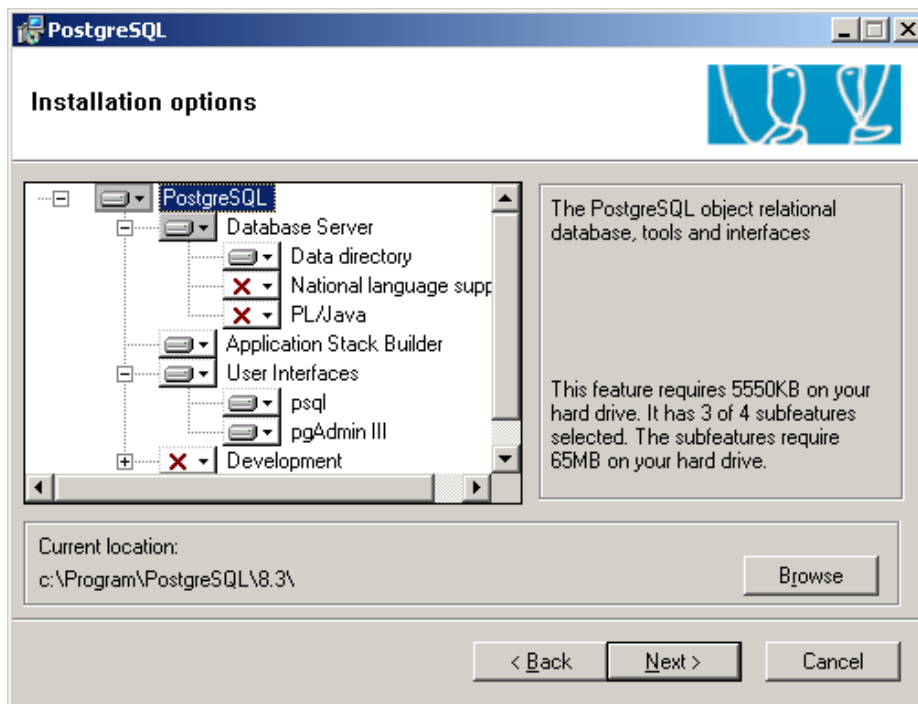 PostgreSQL
Installation options
PostgreSQL
Database Server
Data directory
National language supp
PL/Java
Application Stack Builder
User Interfaces
psql
pgAdmin III
Development
The PostgreSQL object relational
database, tools and interfaces
This feature requires 5550KB on your
hard drive. It has 3 of 4 subfeatures
selected. The subfeatures require
65MB on your hard drive.
Current location:
c:\Program\PostgreSQL\8.3\
Browse
< Back
Next >
Cancel